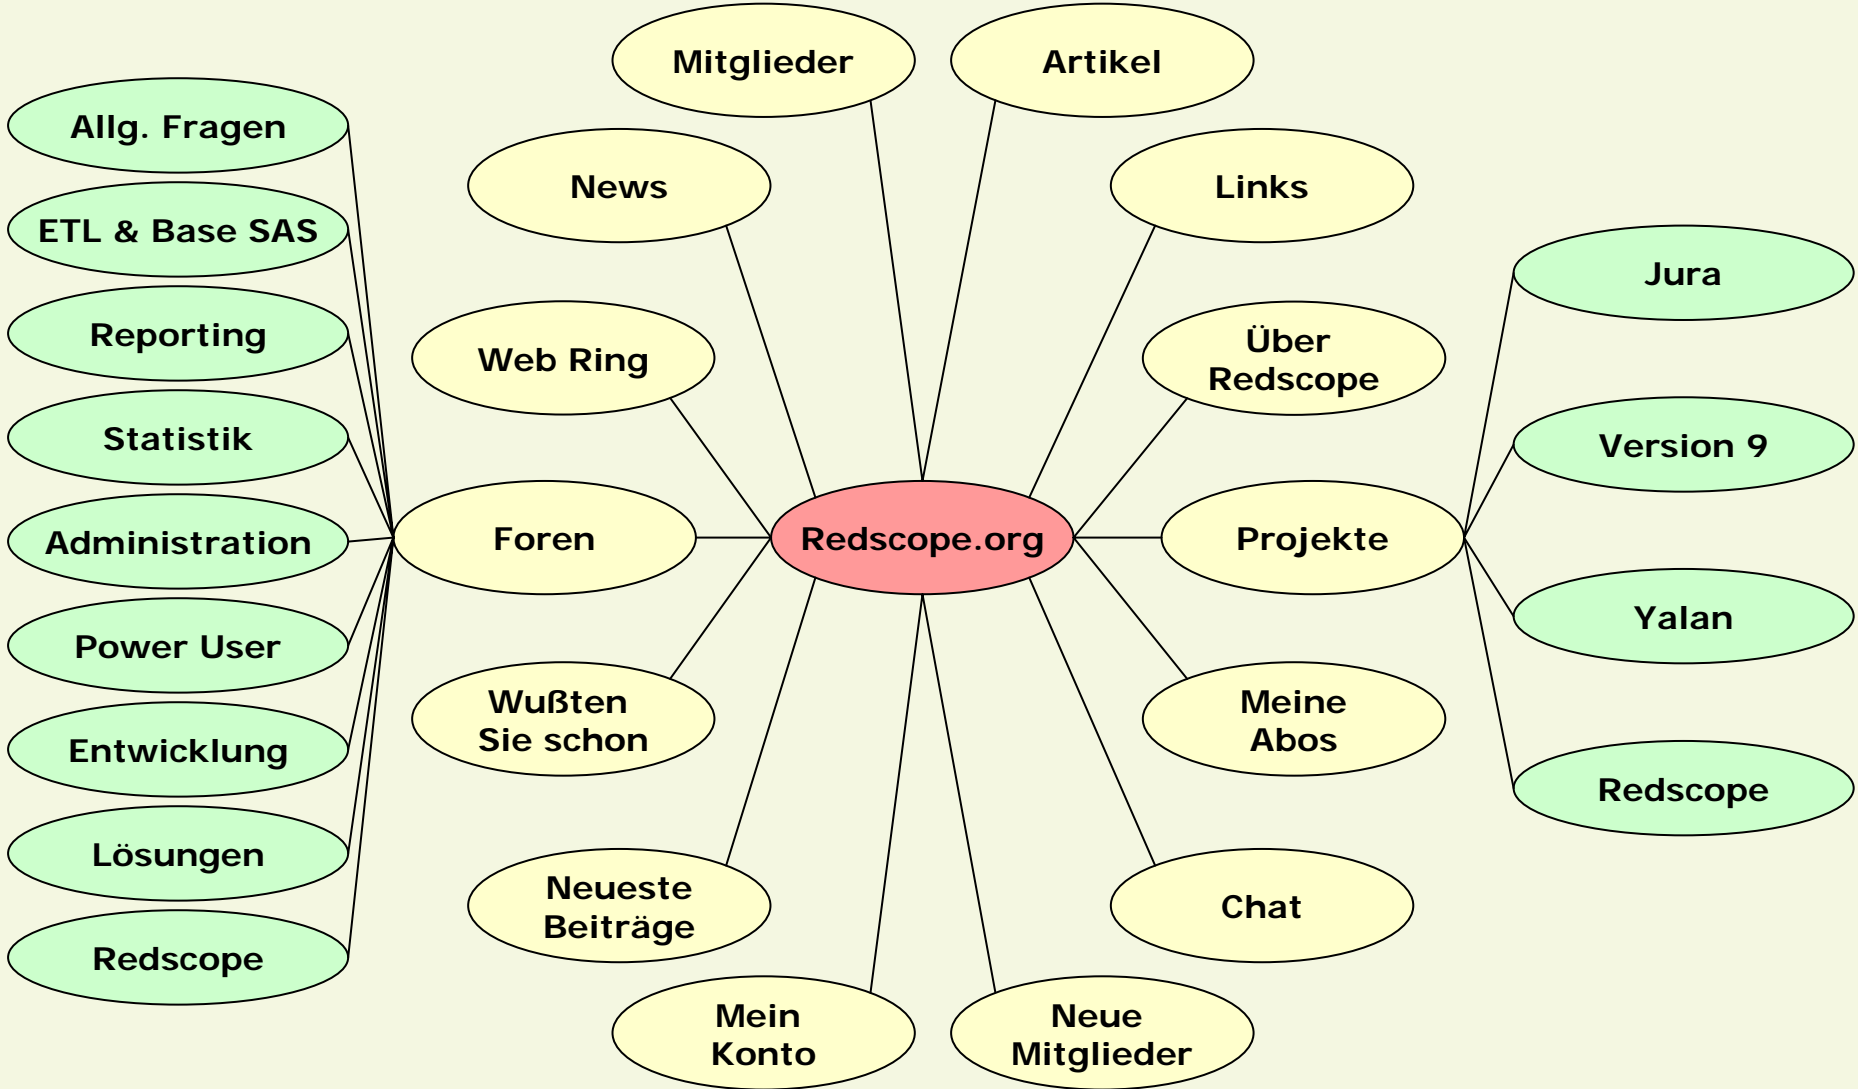 Mitglieder
Artikel
Allg. Fragen
News
Links
ETL & Base SAS
Jura
Reporting
Web Ring
Über
Redscope
Statistik
Version 9
Administration
Foren
Redscope.org
Projekte
Power User
Yalan
Wußten
Sie schon
Meine
Abos
Entwicklung
Redscope
Lösungen
Neueste
Beiträge
Chat
Redscope
Mein
Konto
Neue
Mitglieder